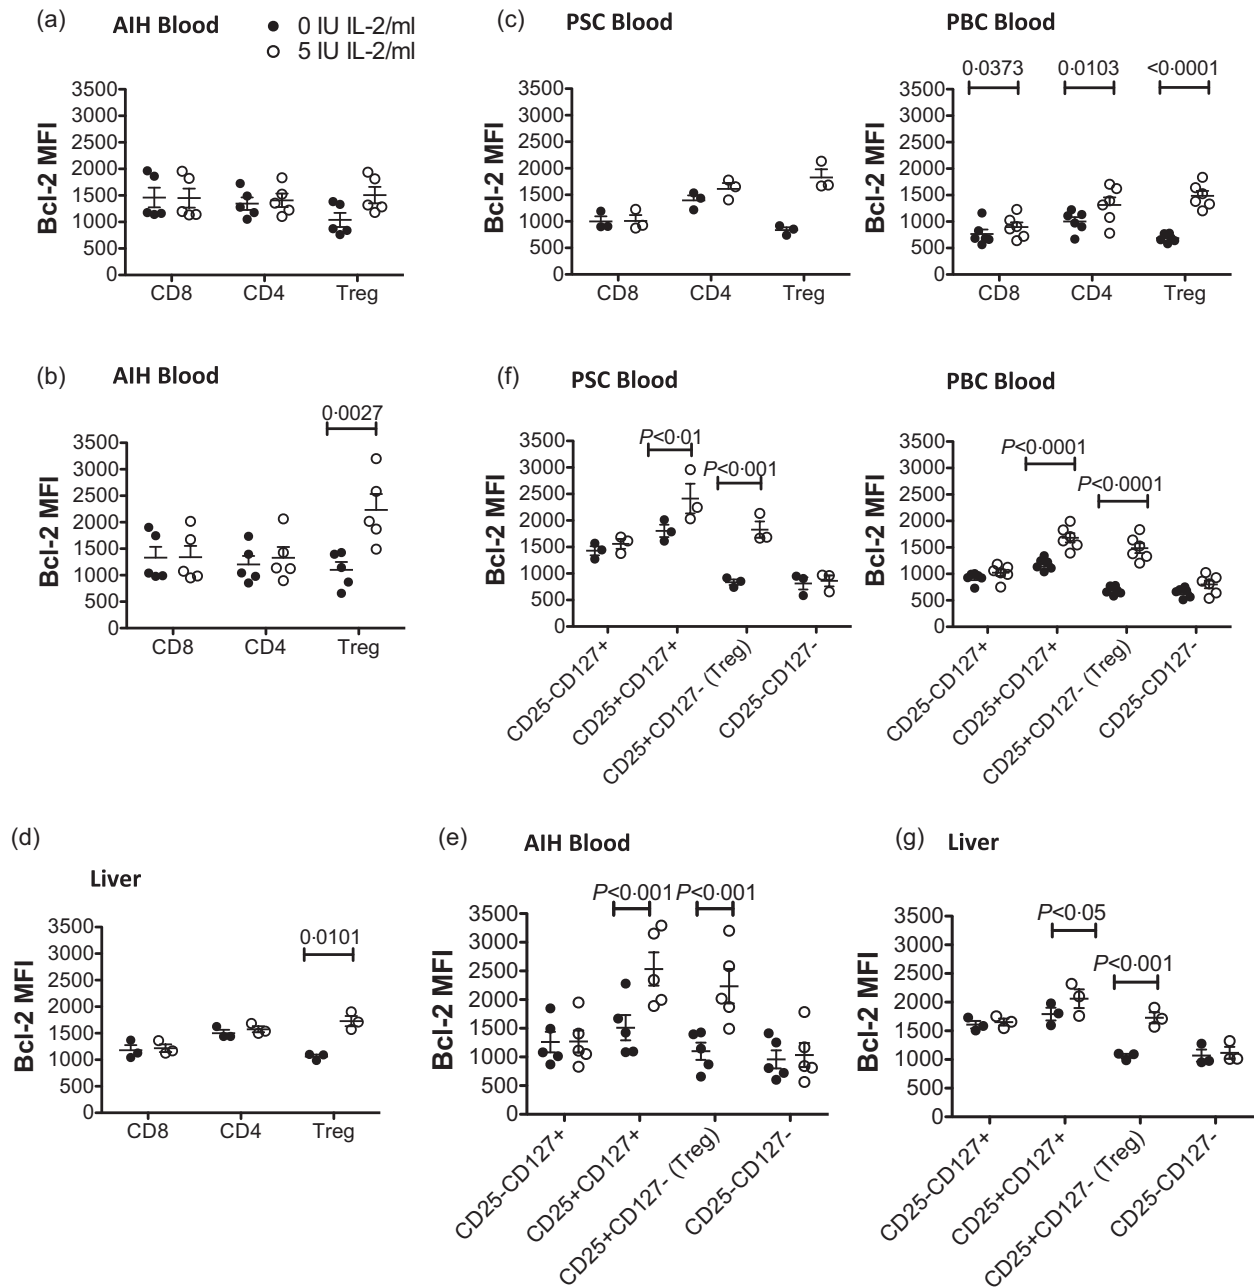 (a)
AIH Blood
0 IU IL-2/ml
5 IU IL-2/ml
Bcl-2 MFI
3500
3000
2500
2000
1500
1000
500
0
CD8
CD4
Treg
(c)
PSC Blood
Bcl-2 MFI
3500
3000
2500
2000
1500
1000
500
0
CD8
CD4
Treg
PBC Blood
0·0373
0·0103
<0·0001
Bcl-2 MFI
3500
3000
2500
2000
1500
1000
500
0
CD8
CD4
Treg
(b)
AIH Blood
0·0027
Bcl-2 MFI
3500
3000
2500
2000
1500
1000
500
0
CD8
CD4
Treg
(f)
PSC Blood
P<0·01
P<0·001
Bcl-2 MFI
3500
3000
2500
2000
1500
1000
500
0
CD25-CD127+
CD25+CD127+
CD25+CD127- (Treg)
CD25-CD127-
PBC Blood
P<0·0001
P<0·0001
Bcl-2 MFI
3500
3000
2500
2000
1500
1000
500
0
CD25-CD127+
CD25+CD127+
CD25+CD127- (Treg)
CD25-CD127-
(d)
Liver
0·0101
Bcl-2 MFI
3500
3000
2500
2000
1500
1000
500
0
CD8
CD4
Treg
(e)
AIH Blood
P<0·001
P<0·001
Bcl-2 MFI
3500
3000
2500
2000
1500
1000
500
0
CD25-CD127+
CD25+CD127+
CD25+CD127- (Treg)
CD25-CD127-
(g)
Liver
P<0·05
P<0·001
Bcl-2 MFI
3500
3000
2500
2000
1500
1000
500
0
CD25-CD127+
CD25+CD127+
CD25+CD127- (Treg)
CD25-CD127-